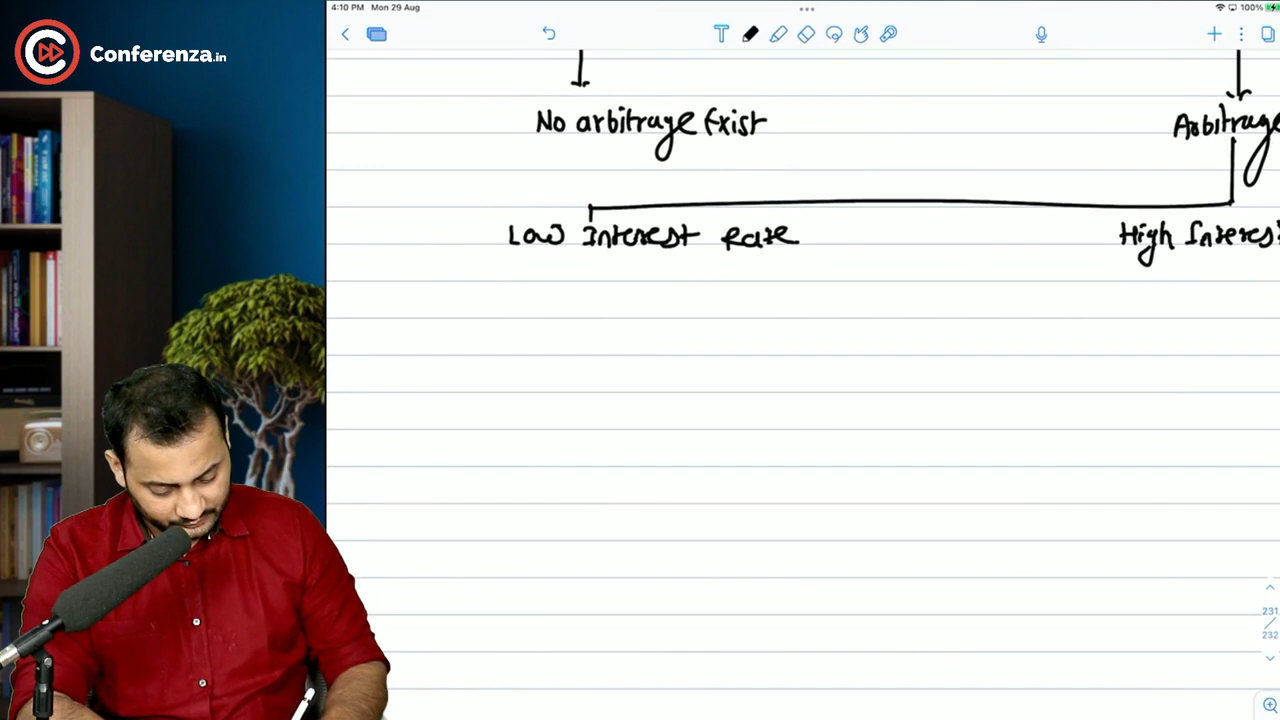 4:10 PM Mon 29 Aug
100%
Conferenza.in
No arbitrage Exist
Arbitrage
Low Interest Rate
High Interest
231
232